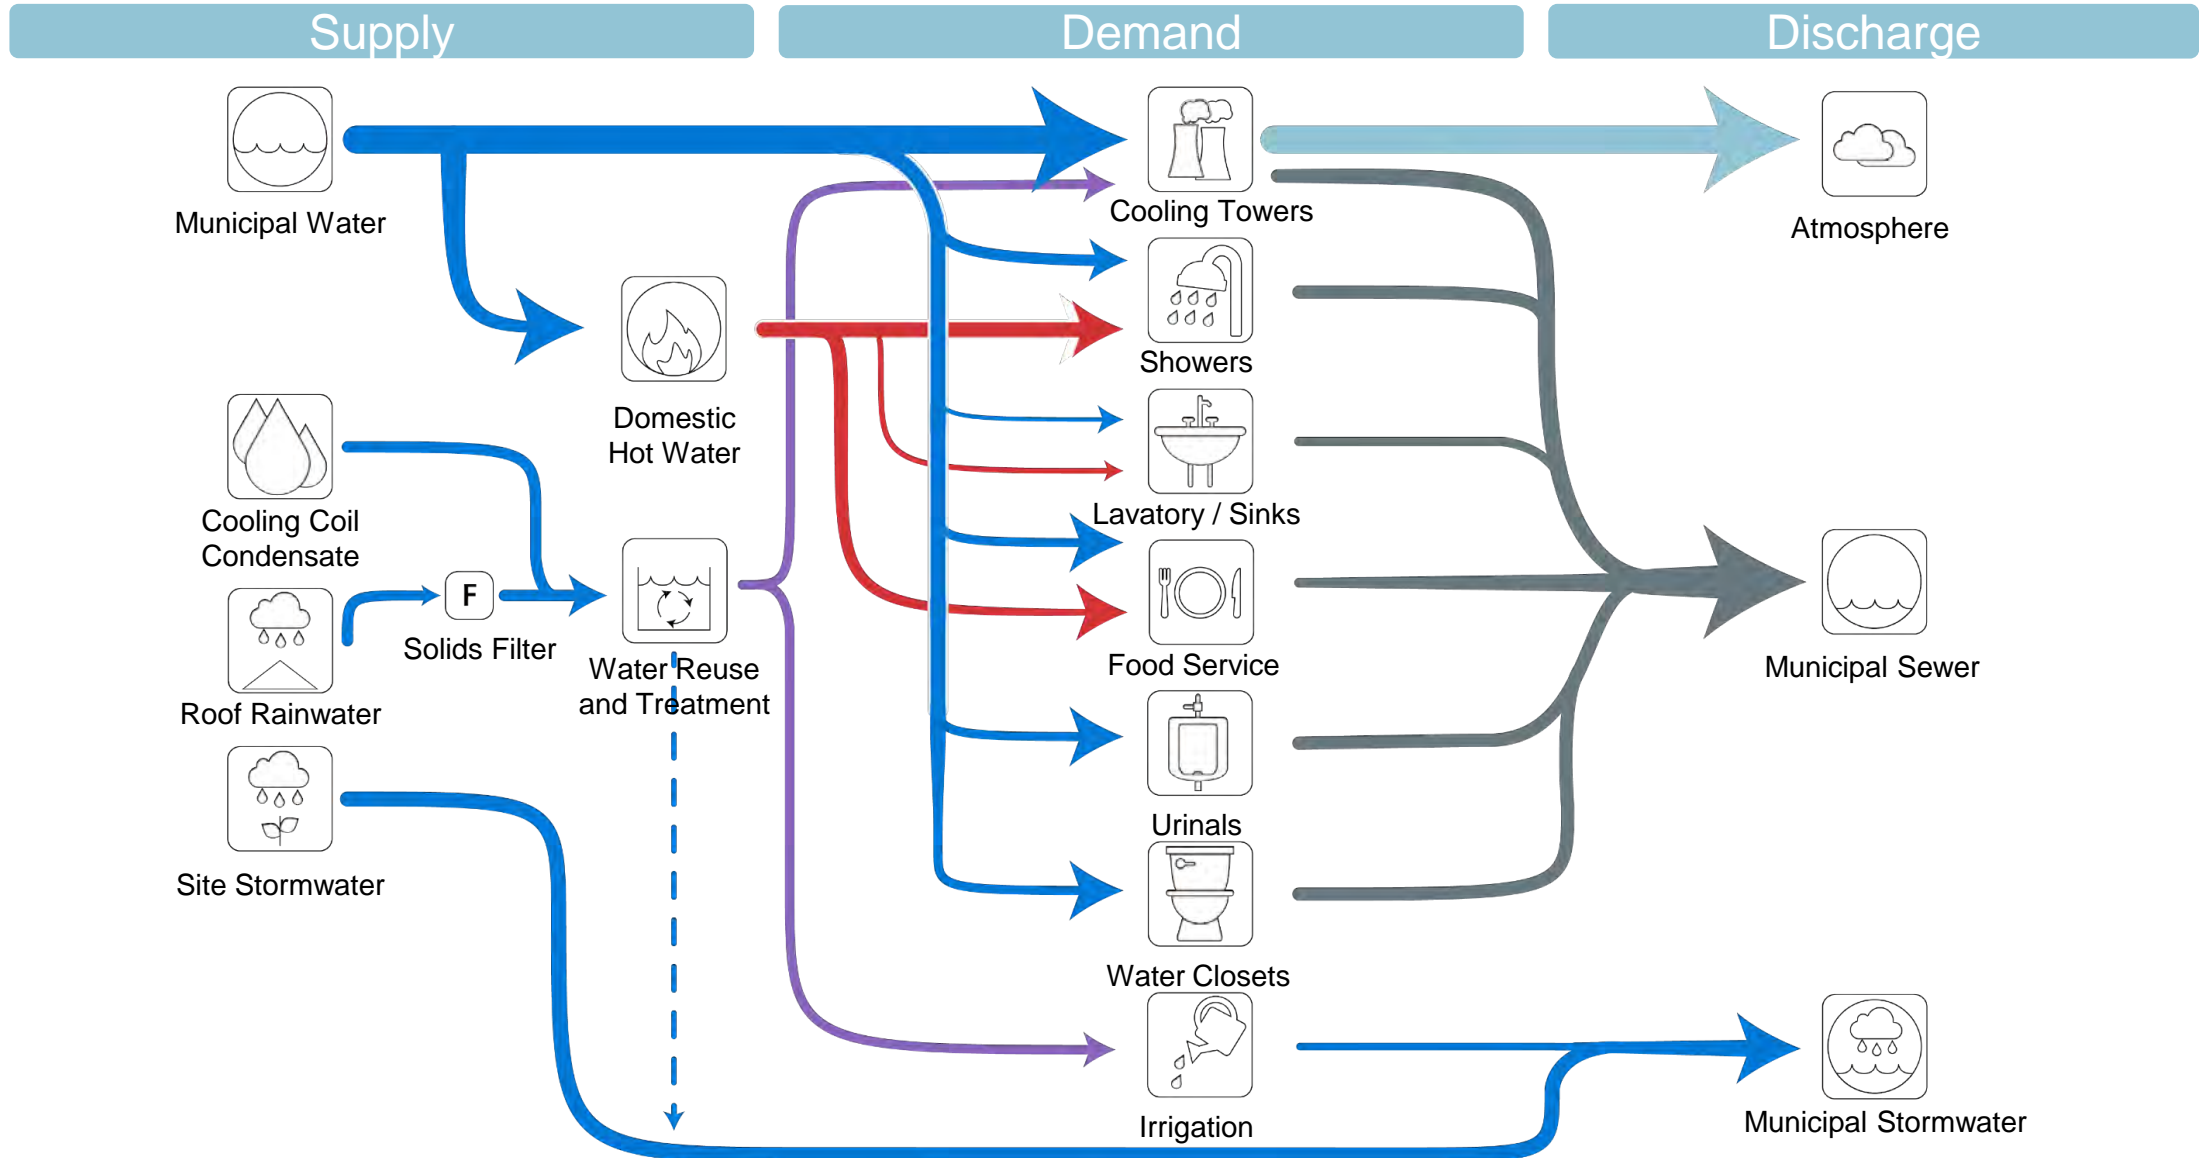 Supply
Demand
Discharge
Municipal Water
Cooling Towers
Atmosphere
Showers
Domestic
Hot Water
Cooling Coil
Condensate
Lavatory / Sinks
F
Solids Filter
Water Reuse
and Treatment
Food Service
Municipal Sewer
Roof Rainwater
Urinals
Site Stormwater
Water Closets
Irrigation
Municipal Stormwater